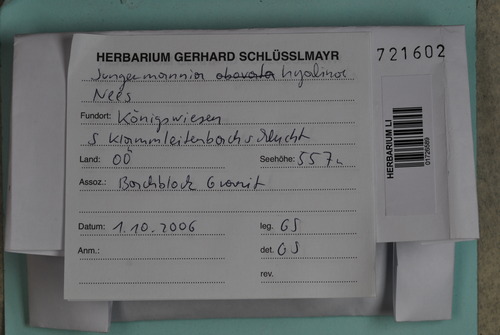 HERBARIUM GERHARD SCHLÜSSLMAYR
Jungermannia obovata hyalina
Nees
Fundort: Königswiesen
S Klammleitenbachschlucht
Land: OÖ Seehöhe: 557m
Assoz.: Bachblock Granit
Datum: 1.10.2006 leg. GS
Anm.: det. GS
rev.
721602
HERBARIUM LI